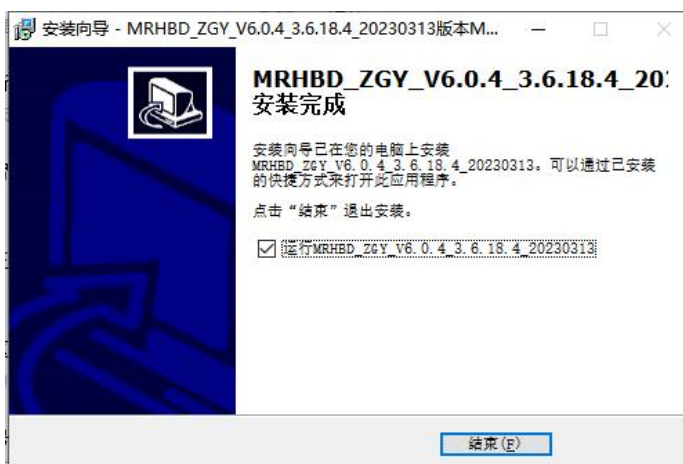 安装向导 - MRHBD_ZGY_V6.0.4_3.6.18.4_20230313版本M...
MRHBD_ZGY_V6.0.4_3.6.18.4_20
安装完成
安装向导已在您的电脑上安装
MRHBD_ZGY_V6.0.4_3.6.18.4_20230313。可以通过已安装
的快捷方式来打开此应用程序。
点击“结束”退出安装。
运行MRHBD_ZGY_V6.0.4_3.6.18.4_20230313
结束(F)